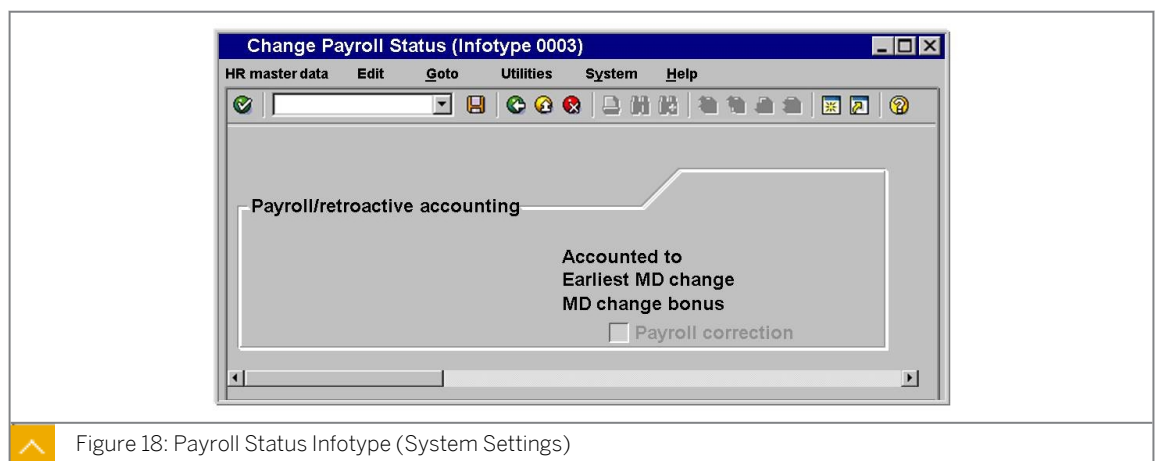 Change Payroll Status (Infotype 0003)
HR master data Edit Goto Utilities System Help
Payroll/retroactive accounting
Accounted to
Earliest MD change
MD change bonus
Payroll correction
Figure 18: Payroll Status Infotype (System Settings)